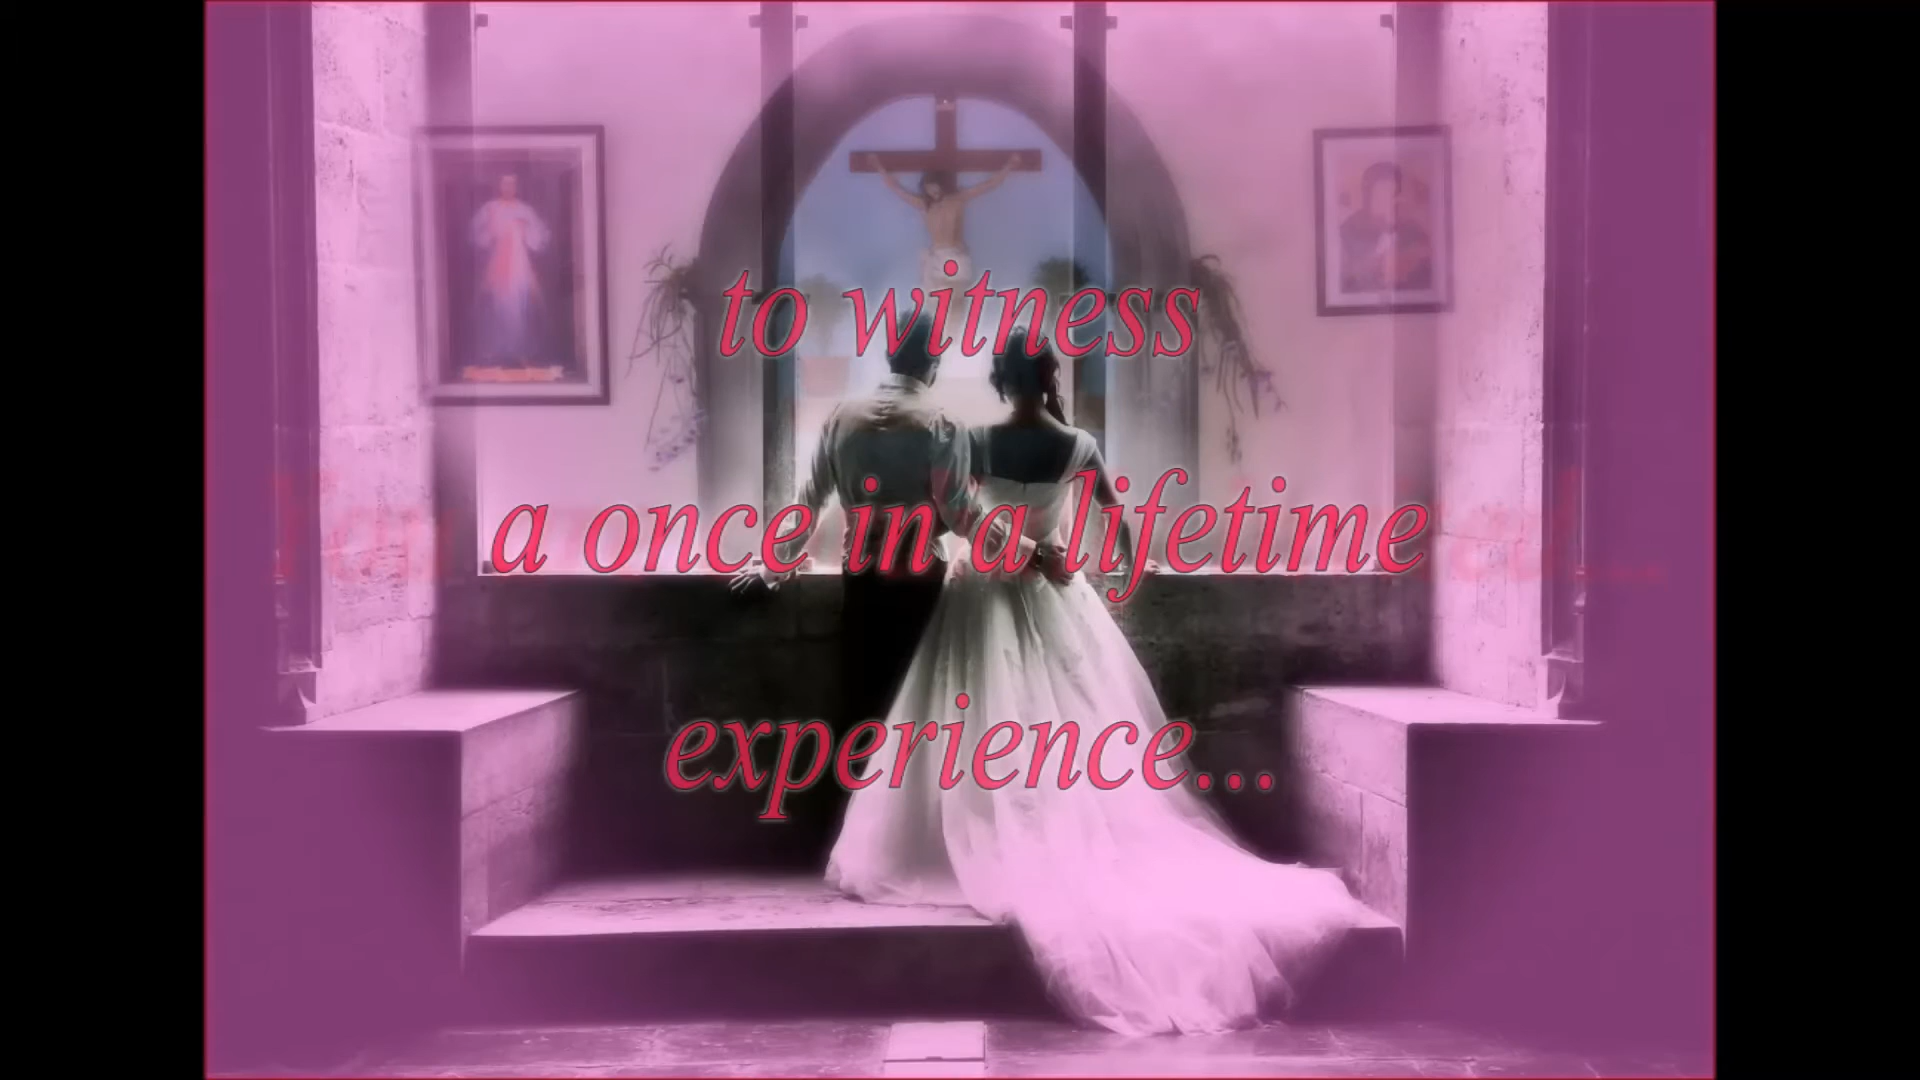 to witness
a once in a lifetime
experience...